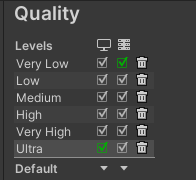 Quality
Levels
Very Low
Low
Medium
High
Very High
Ultra
Default